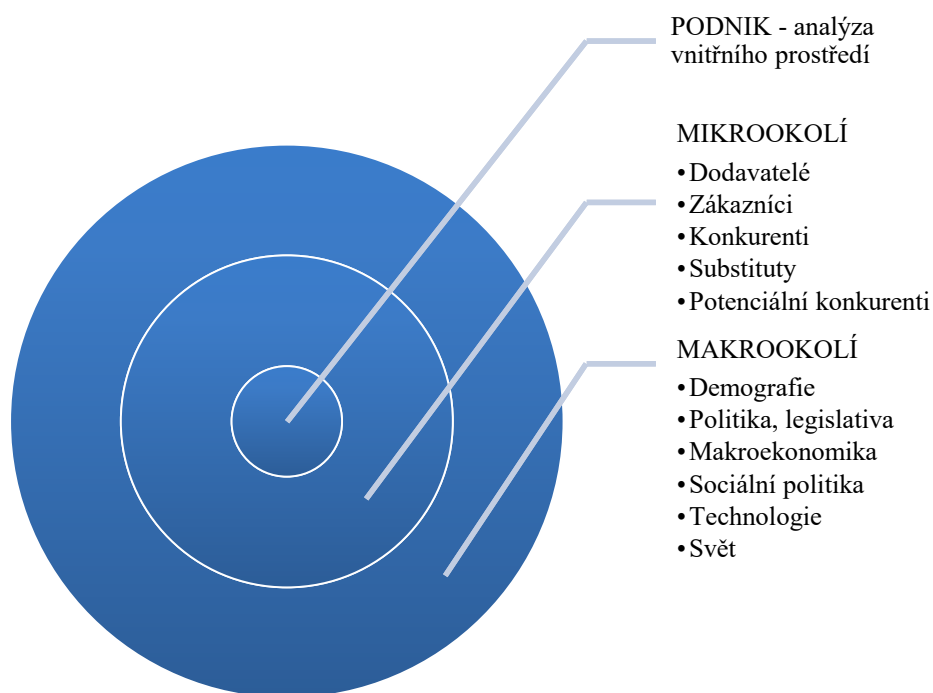 PODNIK - analýza
vnitřního prostředí
MIKROOKOLÍ
•Dodavatelé
•Zákazníci
•Konkurenti
•Substituty
•Potenciální konkurenti
MAKROOKOLÍ
•Demografie
•Politika, legislativa
•Makroekonomika
•Sociální politika
•Technologie
•Svět